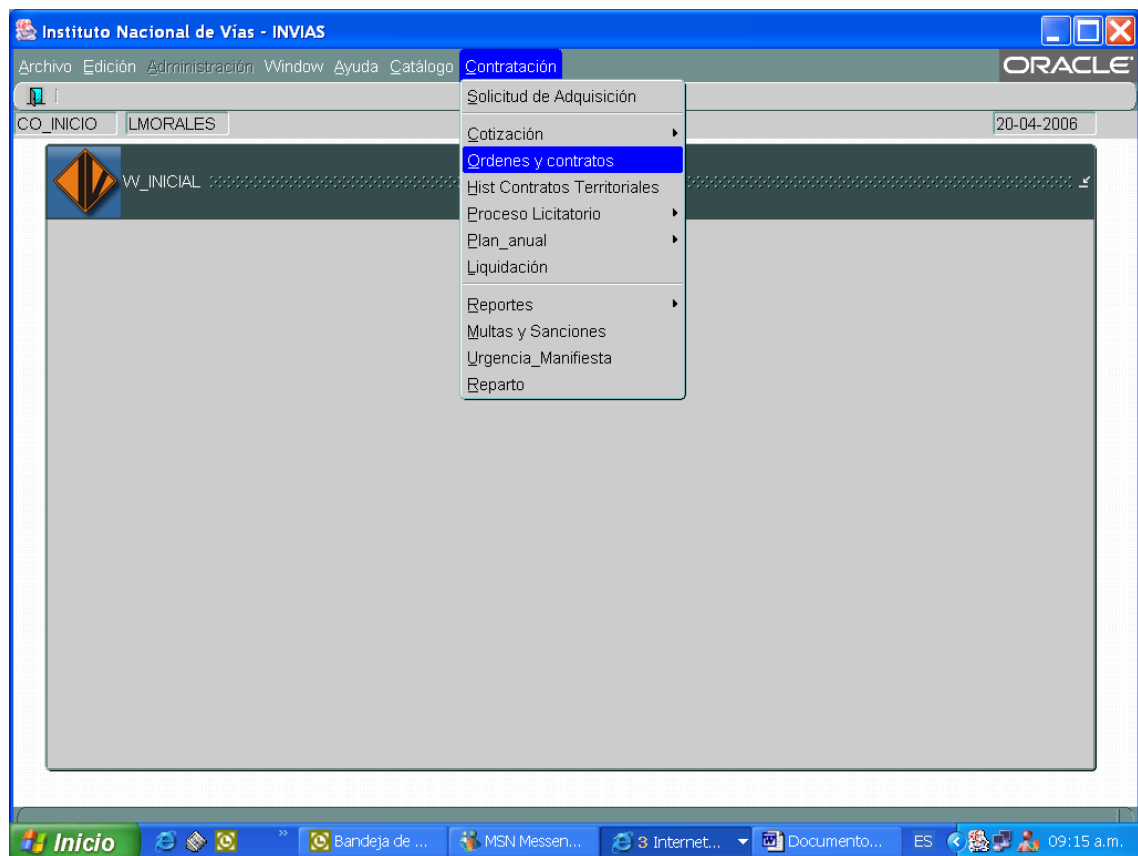 Instituto Nacional de Vías - INVIAS
Archivo Edición Administración Window Ayuda Catálogo Contratación ORACLE
CO_INICIO LMORALES 20-04-2006
W_INICIAL
Solicitud de Adquisición
Cotización
Ordenes y contratos
Hist Contratos Territoriales
Proceso Licitatorio
Plan_anual
Liquidación
Reportes
Multas y Sanciones
Urgencia_Manifiesta
Reparto
Inicio » Bandeja de ... MSN Messen... 3 Internet... Documento... ES 09:15 a.m.